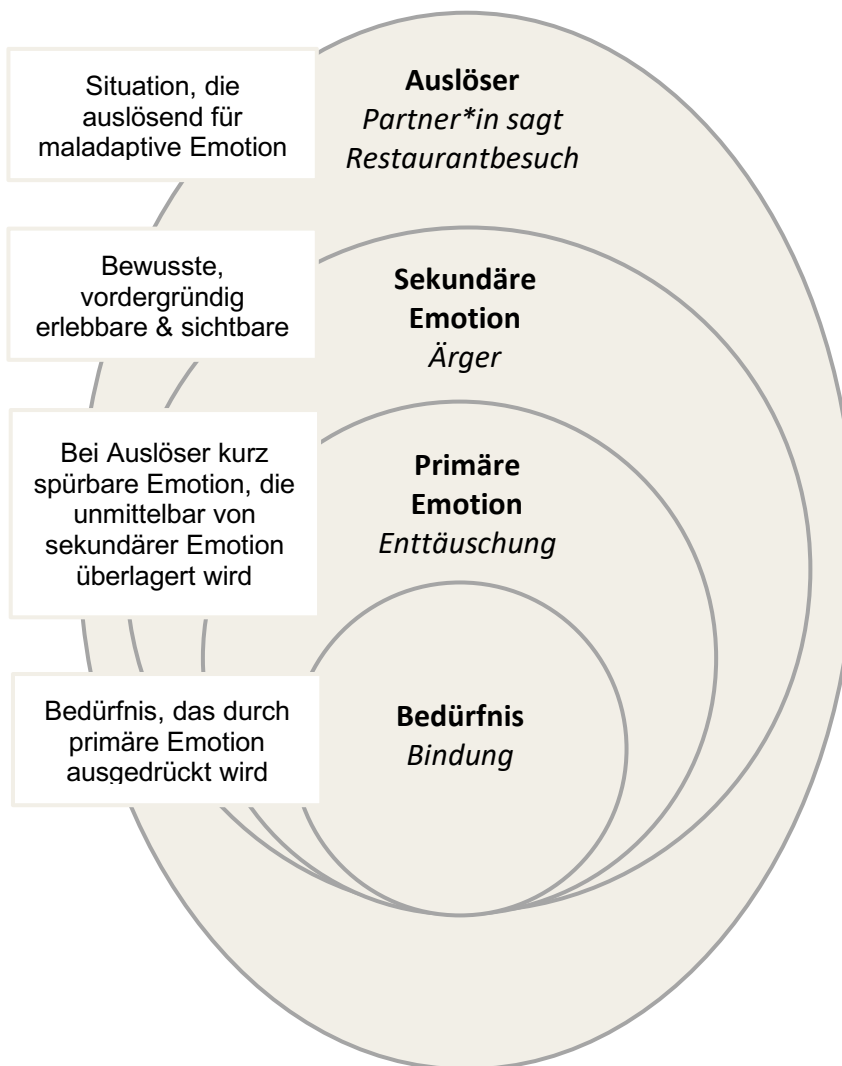 Situation, die
auslösend für
maladaptive Emotion
Auslöser
Partner*in sagt
Restaurantbesuch
Bewusste,
vordergründig
erlebbare & sichtbare
Sekundäre
Emotion
Ärger
Bei Auslöser kurz
spürbare Emotion, die
unmittelbar von
sekundärer Emotion
überlagert wird
Primäre
Emotion
Enttäuschung
Bedürfnis, das durch
primäre Emotion
ausgedrückt wird
Bedürfnis
Bindung